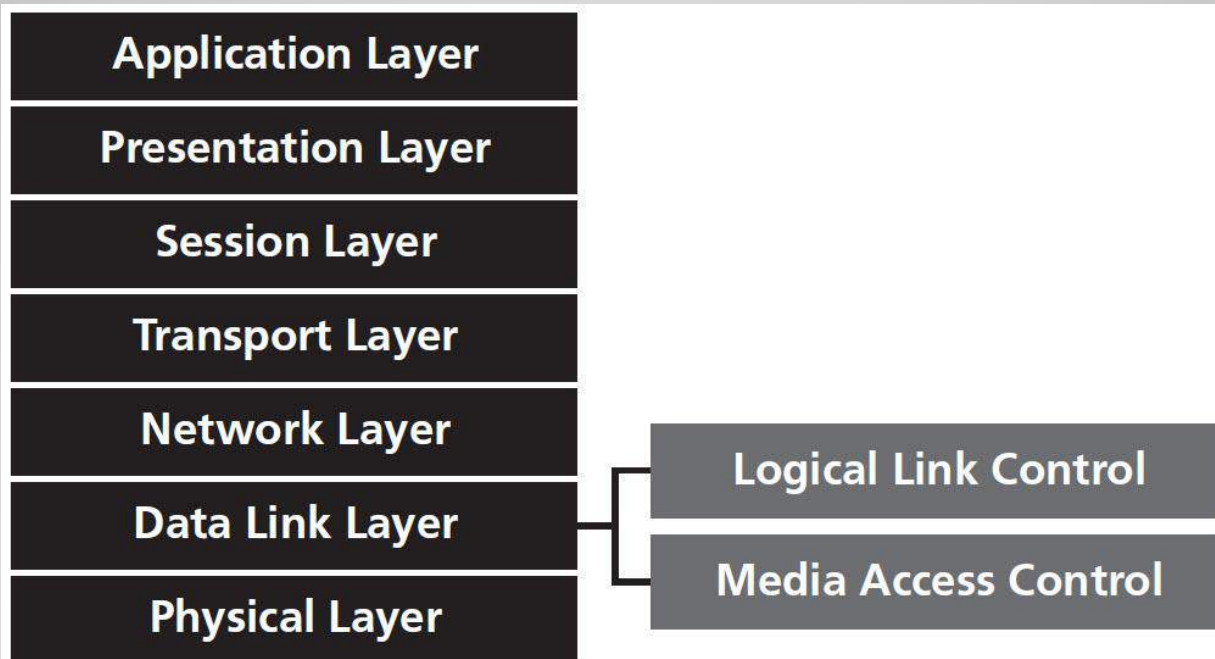 Application Layer
Presentation Layer
Session Layer
Transport Layer
Network Layer
Data Link Layer
Physical Layer
Logical Link Control
Media Access Control